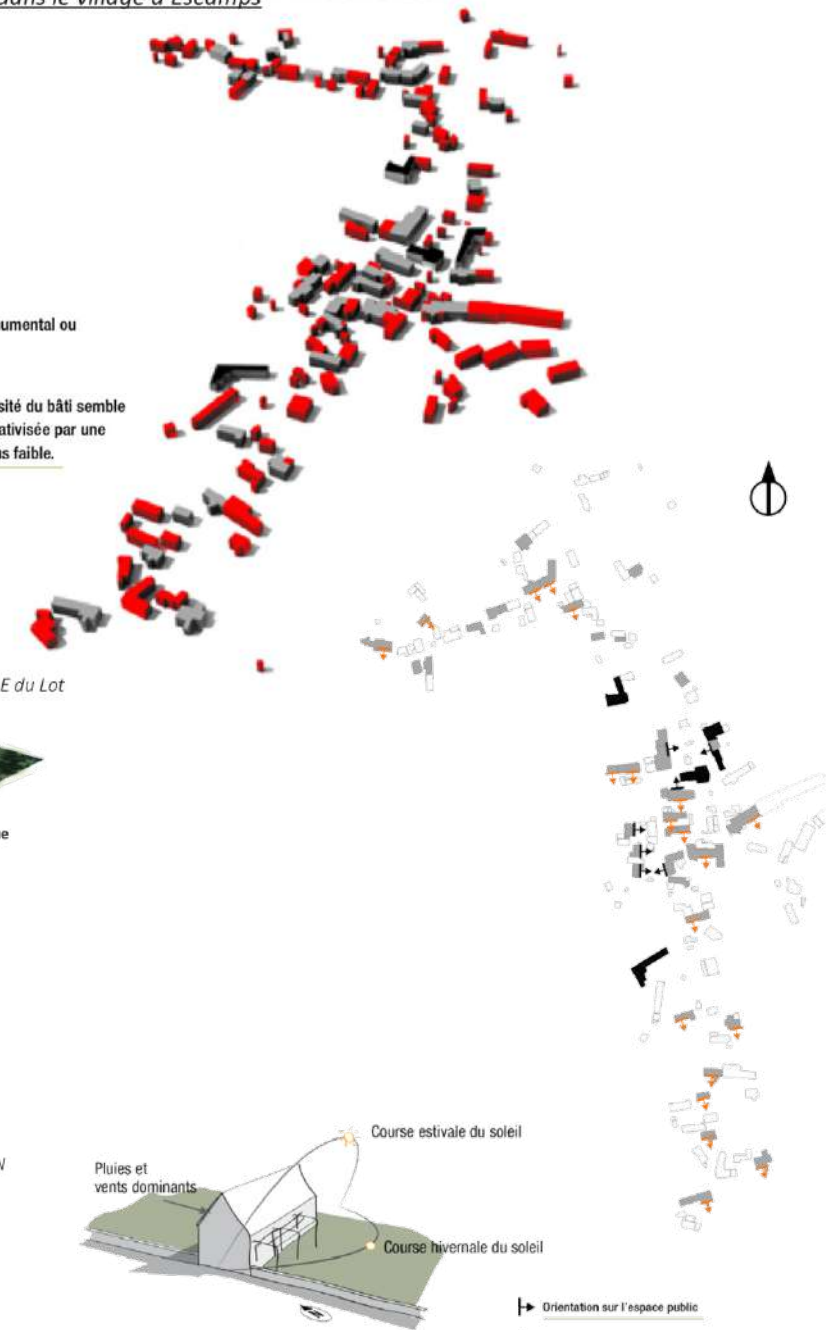 dans le village d'Escamps
umental ou
sité du bâti semble
ativisée par une
us faible.
E du Lot
ue
Course estivale du soleil
Pluies et
vents dominants
Course hivernale du soleil
Orientation sur l'espace public